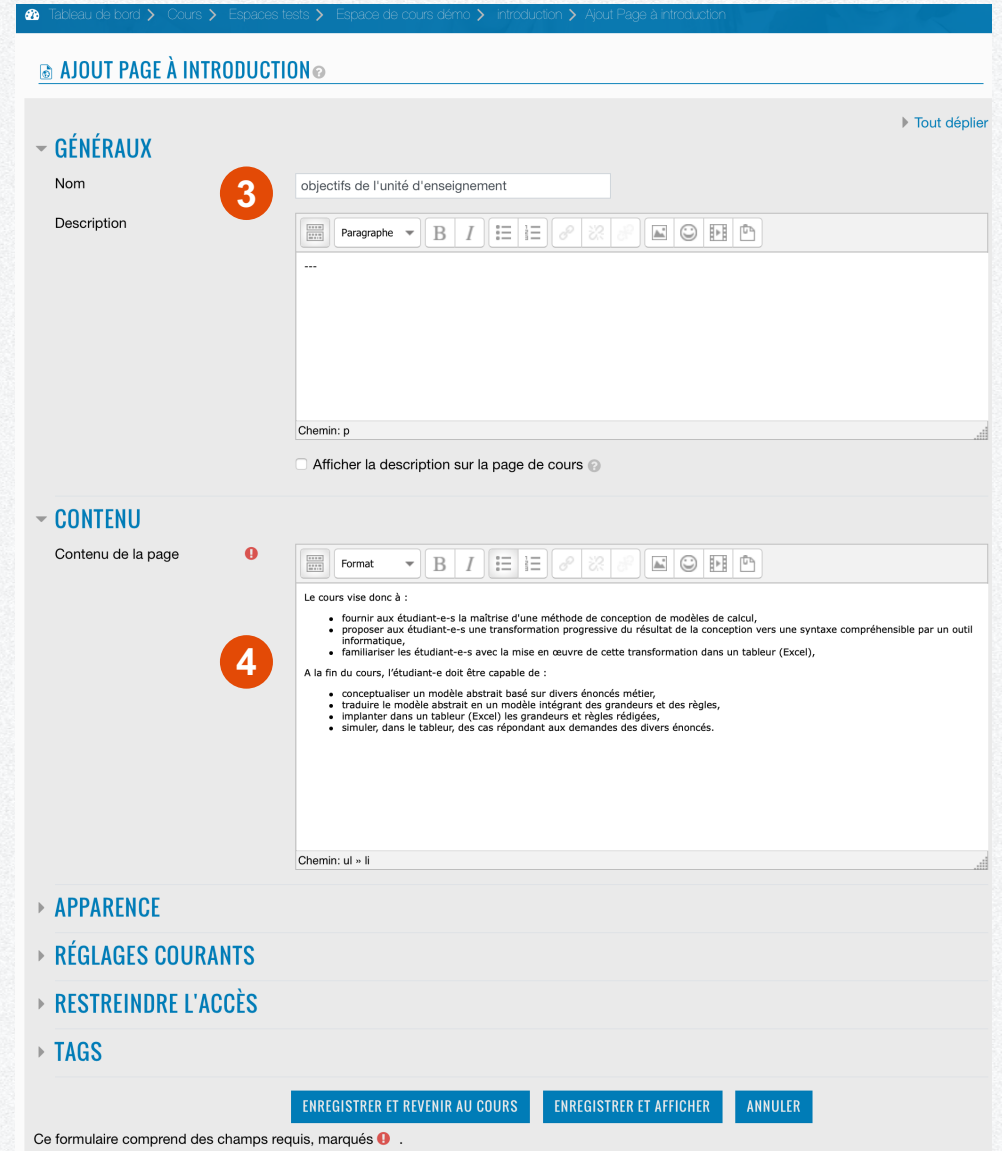 Tableau de bord > Cours > Espaces tests > Espace de cours démo > introduction > Ajout Page à introduction
AJOUT PAGE À INTRODUCTION
Tout déplier
GÉNÉRAUX
Nom
3
objectifs de l'unité d'enseignement
Description
Paragraphe
B I
---
Chemin: p
Afficher la description sur la page de cours
CONTENU
Contenu de la page
Format
B I
Le cours vise donc à :
• fournir aux étudiant-e-s la maîtrise d'une méthode de conception de modèles de calcul,
• proposer aux étudiant-e-s une transformation progressive du résultat de la conception vers une syntaxe compréhensible par un outil
informatique,
• familiariser les étudiant-e-s avec la mise en œuvre de cette transformation dans un tableur (Excel),
4
A la fin du cours, l'étudiant-e doit être capable de :
• conceptualiser un modèle abstrait basé sur divers énoncés métier,
• traduire le modèle abstrait en un modèle intégrant des grandeurs et des règles,
• implanter dans un tableur (Excel) les grandeurs et règles rédigées,
• simuler, dans le tableur, des cas répondant aux demandes des divers énoncés.
Chemin: ul » li
APPARENCE
RÉGLAGES COURANTS
RESTREINDRE L'ACCÈS
TAGS
ENREGISTRER ET REVENIR AU COURS
ENREGISTRER ET AFFICHER
ANNULER
Ce formulaire comprend des champs requis, marqués ! .